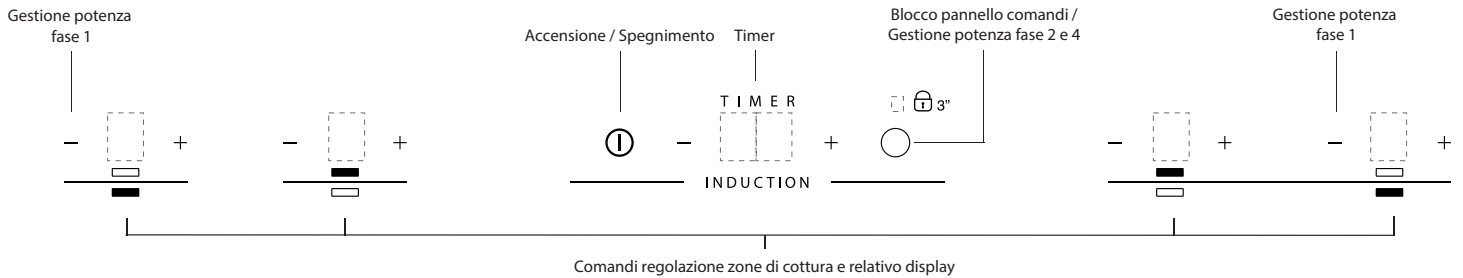 Gestione potenza
fase 1
Accensione / Spegnimento
Timer
Blocco pannello comandi /
Gestione potenza fase 2 e 4
Gestione potenza
fase 1
TIMER
3"
− +
− +
− +
− +
− +
INDUCTION
Comandi regolazione zone di cottura e relativo display